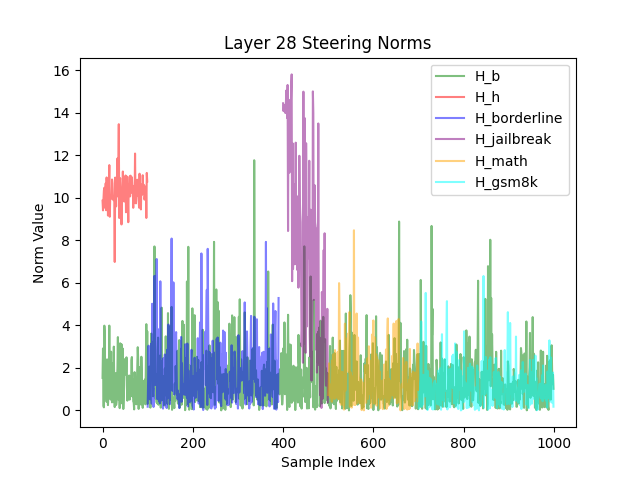 Layer 28 Steering Norms
16
14
12
10
8
6
4
2
0
Norm Value
H_b
H_h
H_borderline
H_jailbreak
H_math
H_gsm8k
0
200
400
600
800
1000
Sample Index